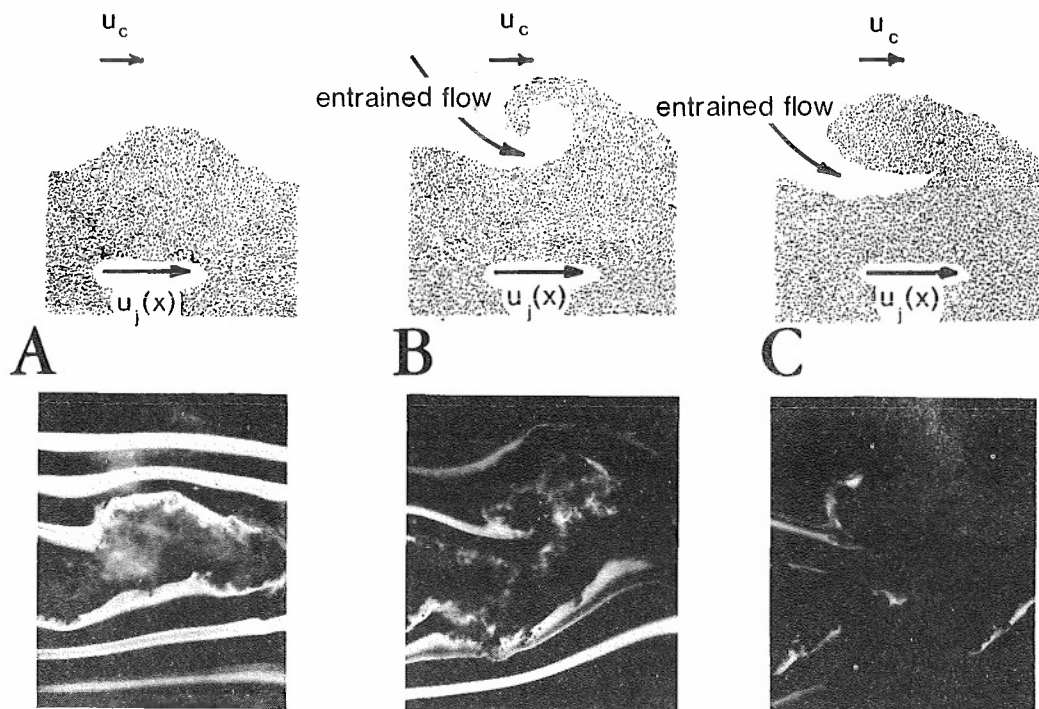 u_c
u_c
u_c
entrained flow
entrained flow
u_j(x)
u_j(x)
u_j(x)
A
B
C